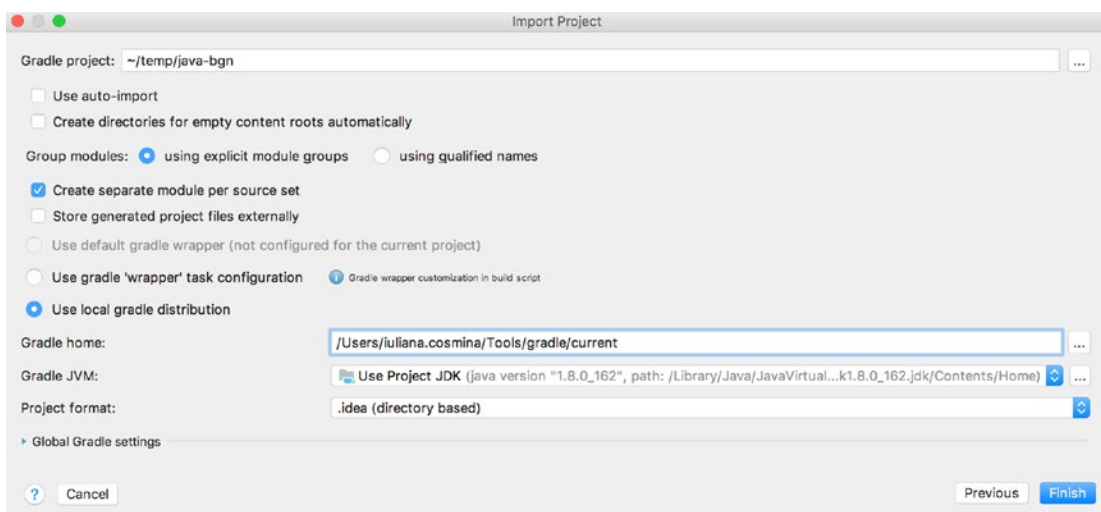 Import Project
Gradle project: ~/temp/java-bgn ...
Use auto-import
Create directories for empty content roots automatically
Group modules: using explicit module groups using qualified names
Create separate module per source set
Store generated project files externally
Use default gradle wrapper (not configured for the current project)
Use gradle 'wrapper' task configuration i Gradle wrapper customization in build script
Use local gradle distribution
Gradle home: /Users/iuliana.cosmina/Tools/gradle/current ...
Gradle JVM: Use Project JDK (java version "1.8.0_162", path: /Library/Java/JavaVirtual...k1.8.0_162.jdk/Contents/Home) ...
Project format: .idea (directory based)
Global Gradle settings
? Cancel Previous Finish